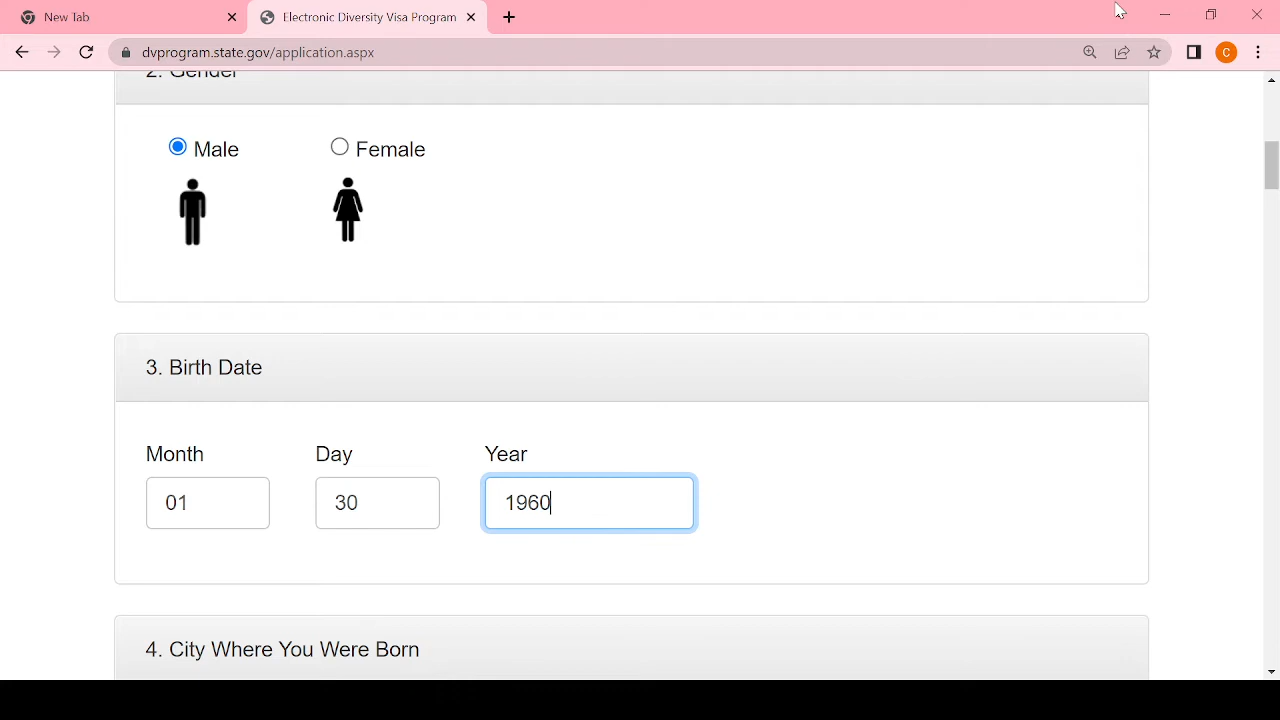 New Tab
Electronic Diversity Visa Program
dvprogram.state.gov/application.aspx
C
2. Gender
Male Female
3. Birth Date
Month Day Year
01 30 1960
4. City Where You Were Born